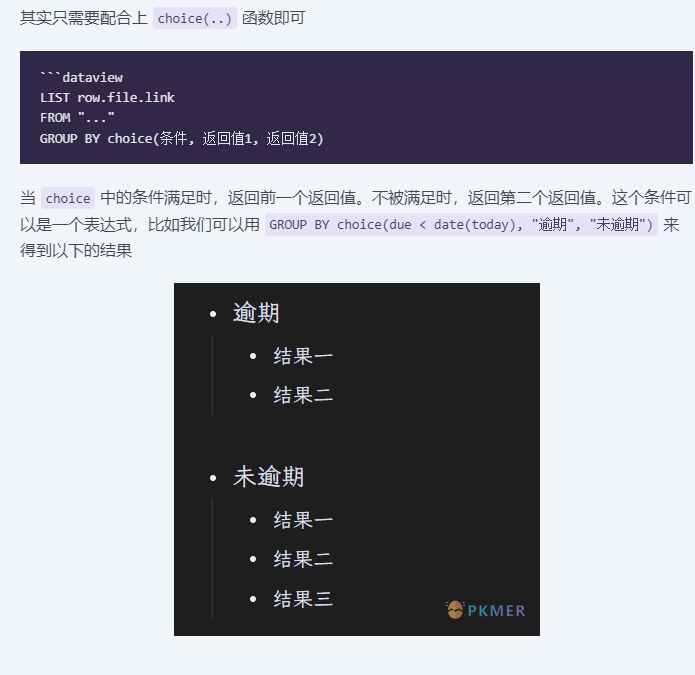 其实只需要配合上 choice(..) 函数即可
```dataview
LIST row.file.link
FROM "..."
GROUP BY choice(条件, 返回值1, 返回值2)
当 choice 中的条件满足时，返回前一个返回值。不被满足时，返回第二个返回值。这个条件可
以是一个表达式，比如我们可以用 GROUP BY choice(due < date(today), "逾期", "未逾期") 来
得到以下的结果
• 逾期
• 结果一
• 结果二
• 未逾期
• 结果一
• 结果二
• 结果三
PKMER